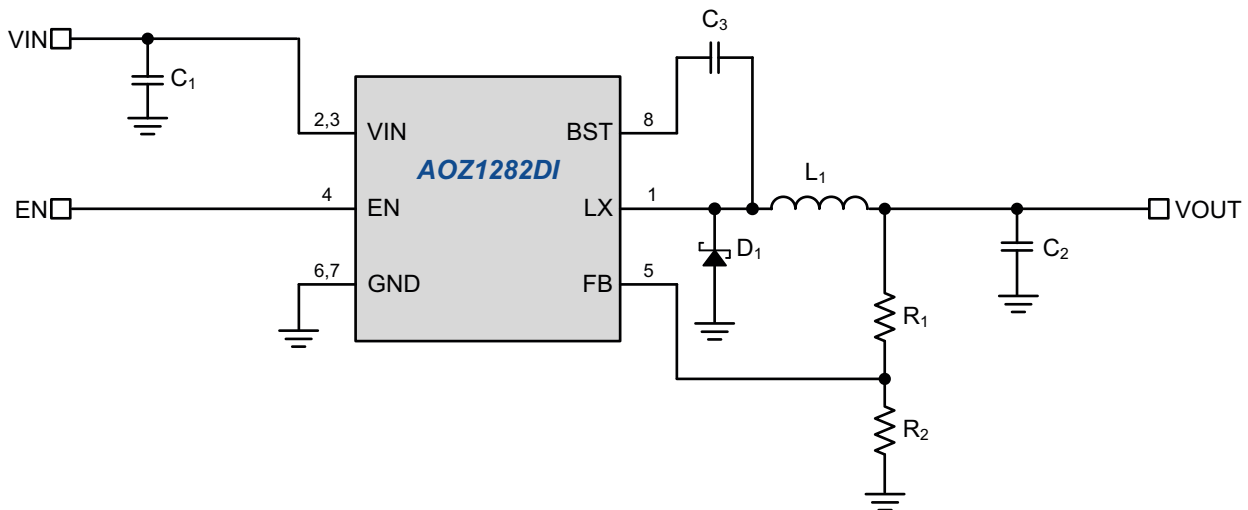 C₃
VIN
C₁
2,3
VIN
BST
8
AOZ1282DI
L₁
EN
4
EN
LX
1
VOUT
D₁
C₂
6,7
GND
FB
5
R₁
R₂